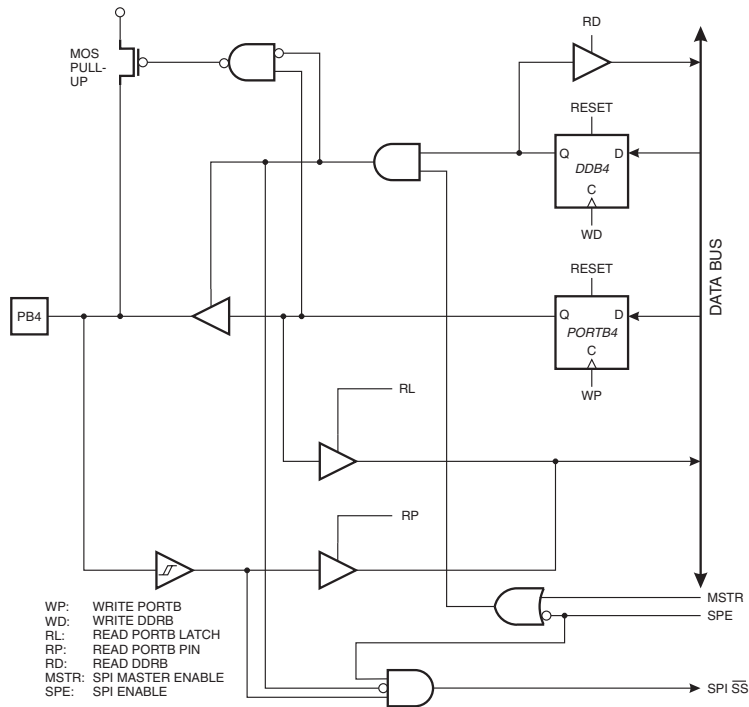 RD
MOS
PULL-
UP
RESET
Q
D
DDB4
C
WD
DATA BUS
RESET
PB4
Q
D
PORTB4
C
WP
RL
RP
MSTR
SPE
WP: WRITE PORTB
WD: WRITE DDRB
RL: READ PORTB LATCH
RP: READ PORTB PIN
RD: READ DDRB
MSTR: SPI MASTER ENABLE
SPE: SPI ENABLE
SPI S̅S̅